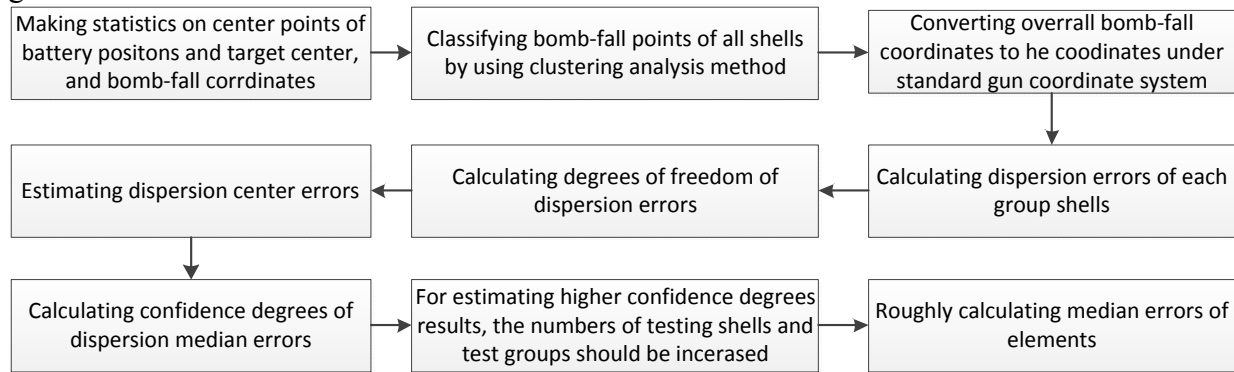 Making statistics on center points of
battery positons and target center,
and bomb-fall corrdinates
Classifying bomb-fall points of all shells
by using clustering analysis method
Converting overrall bomb-fall
coordinates to he coodinates under
standard gun coordinate system
Calculating dispersion errors of each
group shells
Calculating degrees of freedom of
dispersion errors
Estimating dispersion center errors
Calculating confidence degrees of
dispersion median errors
For estimating higher confidence degrees
results, the numbers of testing shells and
test groups should be incerased
Roughly calculating median errors of
elements